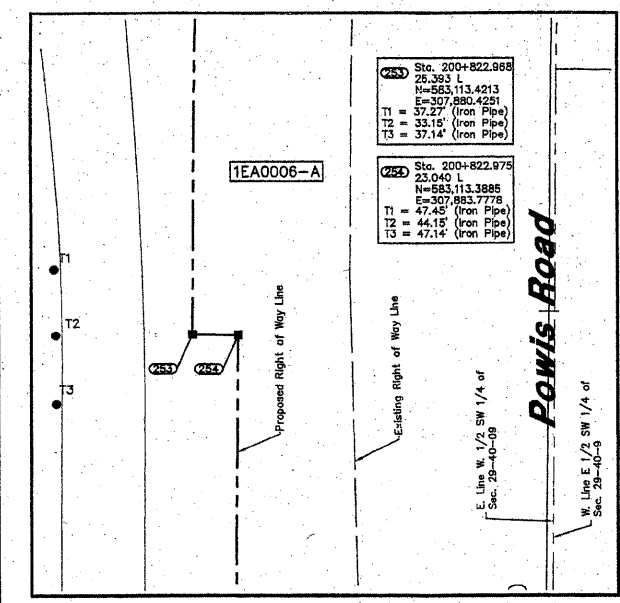 253 Sta. 200+822.968
25.393 L
N=583,113.4213
E=307,880.4251
T1 = 37.27' (Iron Pipe)
T2 = 33.15' (Iron Pipe)
T3 = 37.14' (Iron Pipe)
254 Sta. 200+822.975
23.040 L
N=583,113.3885
E=307,883.7778
T1 = 47.45' (Iron Pipe)
T2 = 44.15' (Iron Pipe)
T3 = 47.14' (Iron Pipe)
1EA0006-A
T1
T2
T3
253
254
Proposed Right of Way Line
Existing Right of Way Line
Powis Road
E. Line W. 1/2 SW 1/4 of
Sec. 29-40-09
W. Line E 1/2 SW 1/4 of
Sec. 29-40-9